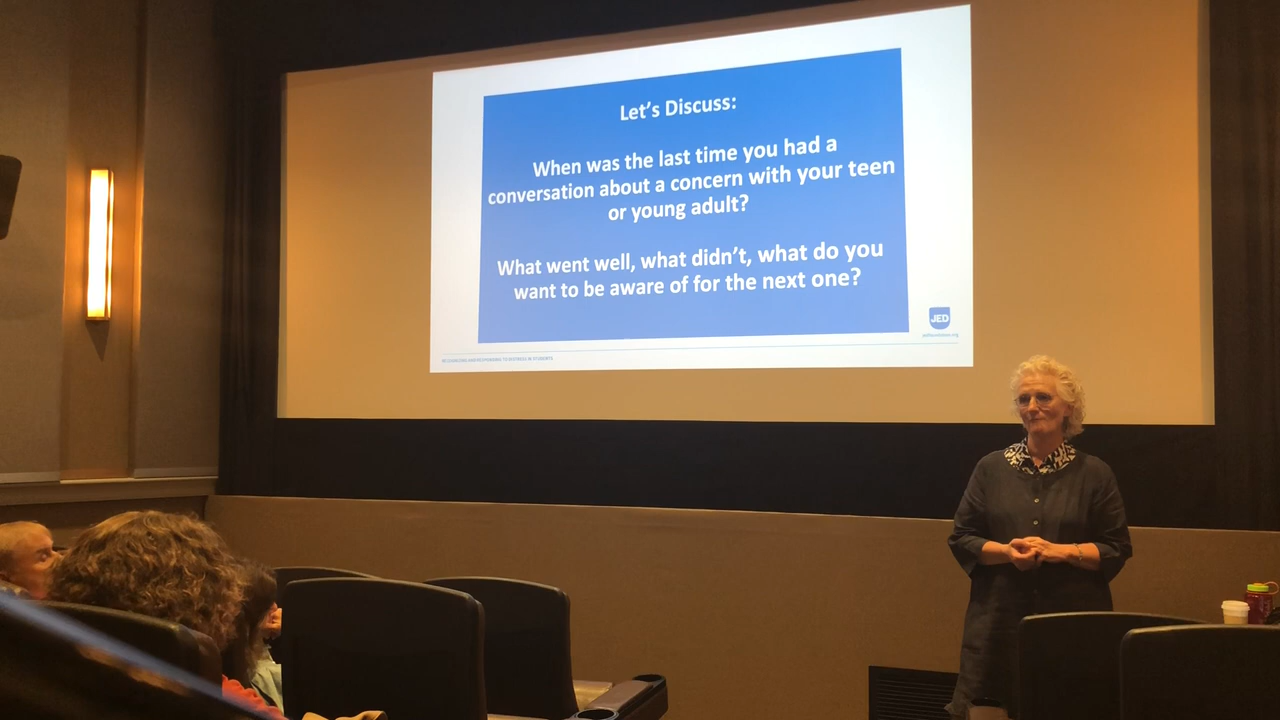 Let's Discuss:
When was the last time you had a
conversation about a concern with your teen
or young adult?
What went well, what didn't, what do you
want to be aware of for the next one?
JED